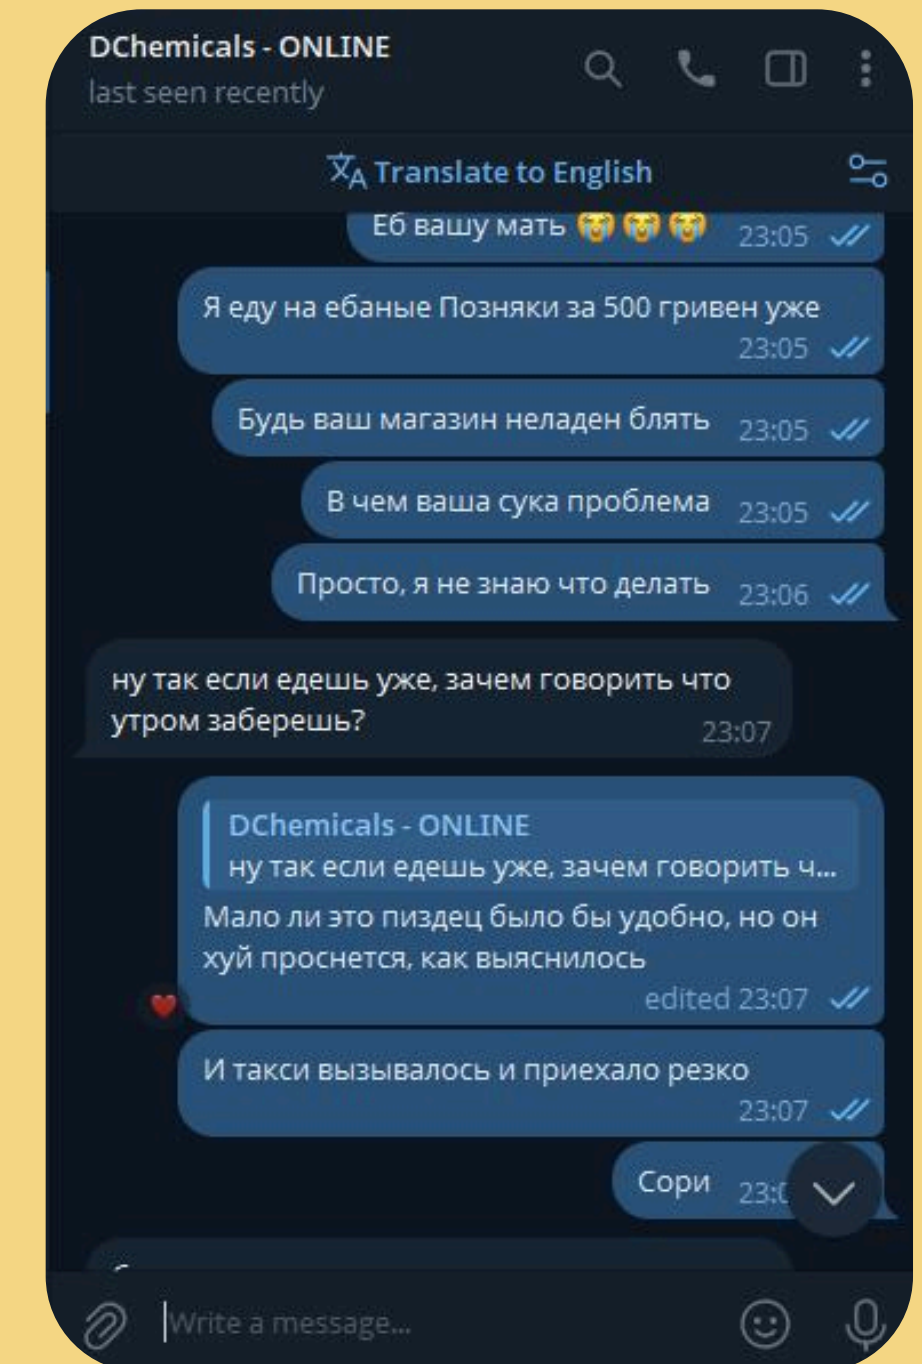 DChemicals - ONLINE
last seen recently
Translate to English
Еб вашу мать 😭😭😭 23:05
Я еду на ебаные Позняки за 500 гривен уже
23:05
Будь ваш магазин неладен блять 23:05
В чем ваша сука проблема 23:05
Просто, я не знаю что делать 23:06
ну так если едешь уже, зачем говорить что
утром заберешь?
23:07
DChemicals - ONLINE
ну так если едешь уже, зачем говорить ч...
Мало ли это пиздец было бы удобно, но он
хуй проснется, как выяснилось
edited 23:07
И такси вызывалось и приехало резко
23:07
Сори
Write a message...